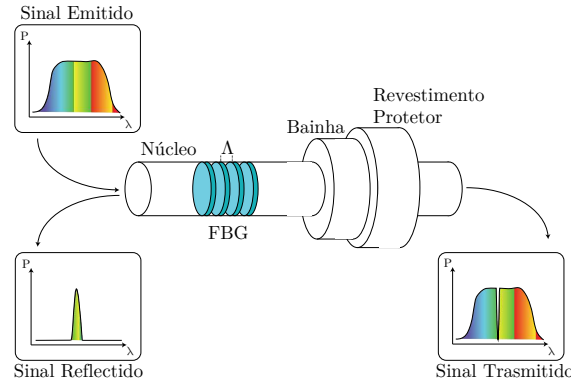 Sinal Emitido
P
λ
Revestimento
Protetor
Bainha
Núcleo
Λ
FBG
P
λ
Sinal Reflectido
P
λ
Sinal Trasmitido